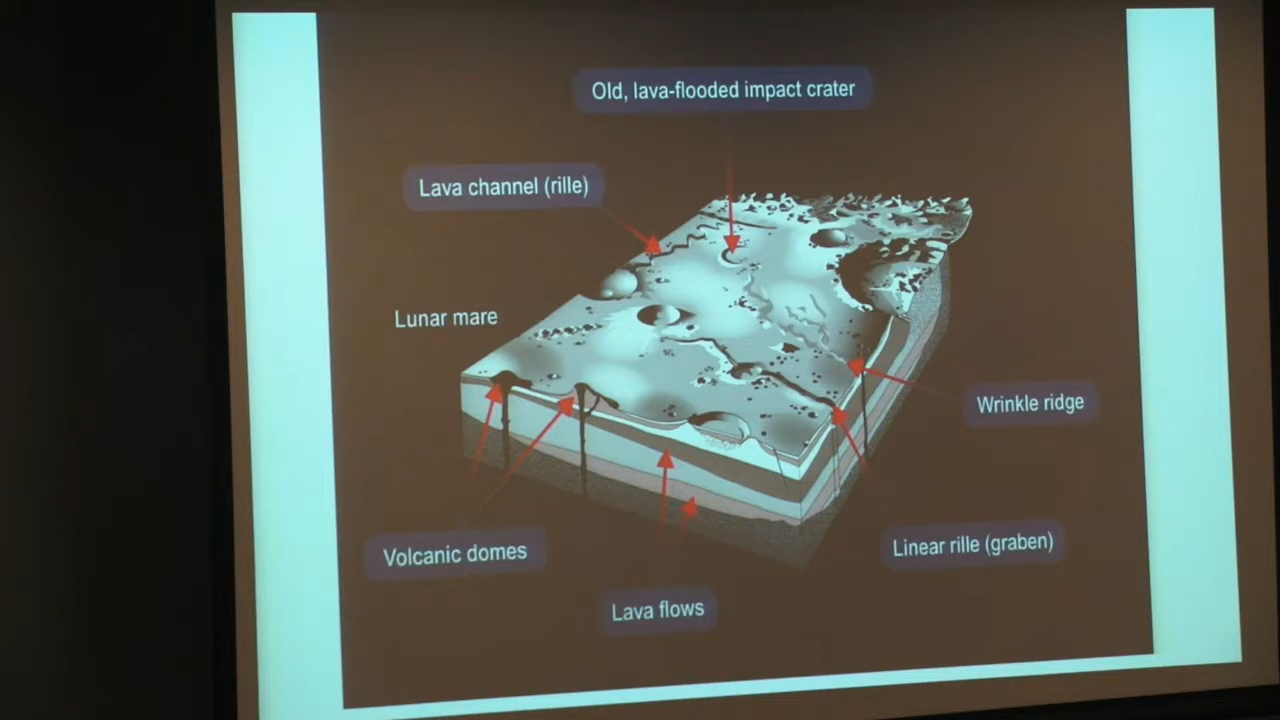 Old, lava-flooded impact crater
Lava channel (rille)
Lunar mare
Wrinkle ridge
Linear rille (graben)
Volcanic domes
Lava flows